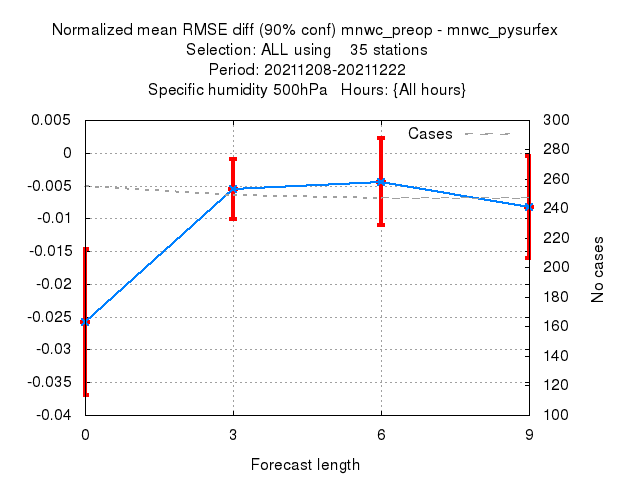 Normalized mean RMSE diff (90% conf) mnwc_preop - mnwc_pysurfex
Selection: ALL using    35 stations
Period: 20211208-20211222
Specific humidity 500hPa   Hours: {All hours}
Cases
0.005
0
-0.005
-0.01
-0.015
-0.02
-0.025
-0.03
-0.035
-0.04
300
280
260
240
220
200
180
160
140
120
100
No cases
0 3 6 9
Forecast length